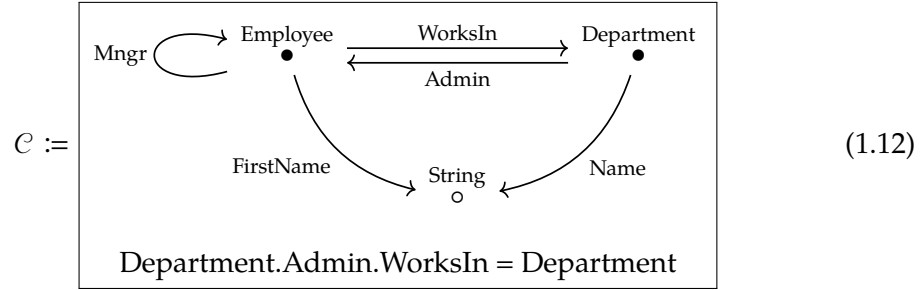 Employee
WorksIn
Department
Mngr
Admin
𝒞 :=
(1.12)
FirstName
String
Name
Department.Admin.WorksIn = Department